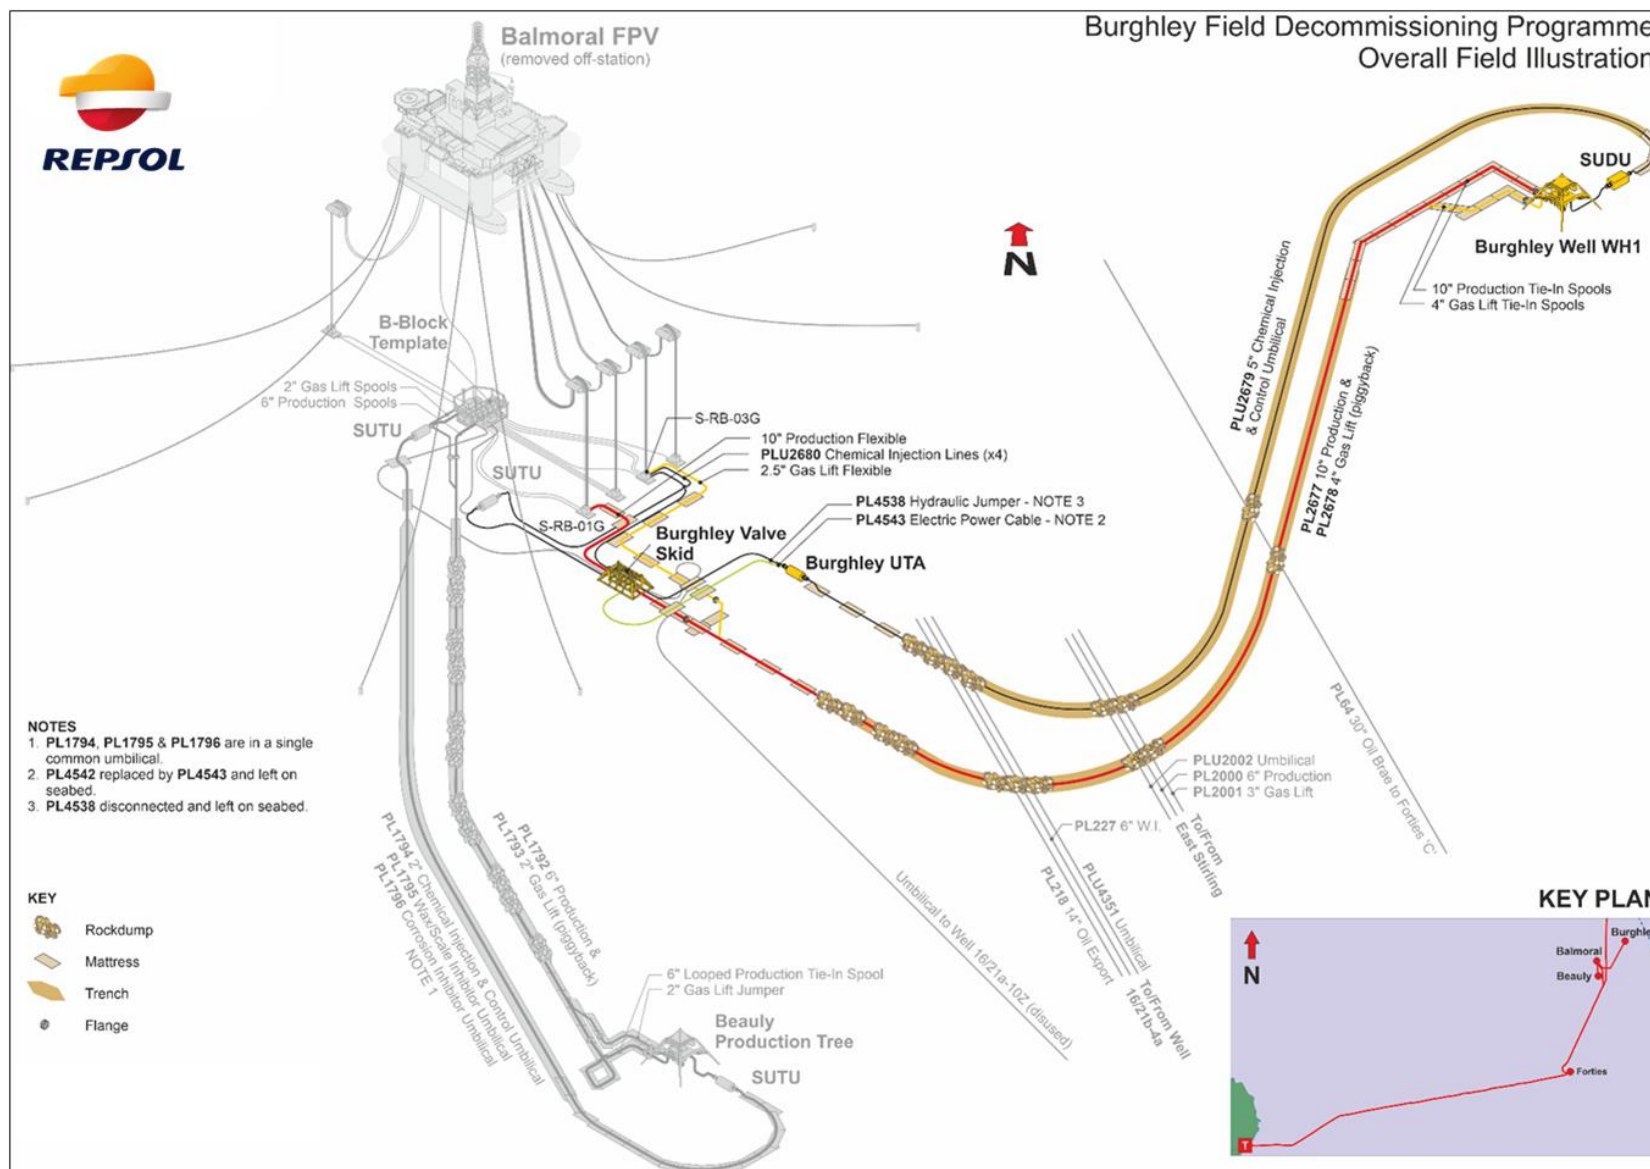 Burghley Field Decommissioning Programme
Overall Field Illustration
REPSOL
Balmoral FPV
(removed off-station)
N
SUDU
Burghley Well WH1
10" Production Tie-In Spools
4" Gas Lift Tie-In Spools
B-Block
Template
2" Gas Lift Spools
6" Production Spools
SUTU
SUTU
S-RB-03G
10" Production Flexible
PLU2680 Chemical Injection Lines (x4)
2.5" Gas Lift Flexible
S-RB-01G
PL4538 Hydraulic Jumper - NOTE 3
PL4543 Electric Power Cable - NOTE 2
Burghley Valve
Skid
Burghley UTA
PLU2679 5" Chemical Injection
& Control Umbilical
PL2677 10" Production &
PL2678 4" Gas Lift (piggyback)
PL64 30" Oil Brae to Forties 'C'
PLU2002 Umbilical
PL2000 6" Production
PL2001 3" Gas Lift
To/From
East Stirling
PL227 6" W.I.
PLU4351 Umbilical
PL218 14" Oil Export
To/From Well
16/21b-4a
Umbilical to Well 16/21a-10Z (disused)
NOTES
1. PL1794, PL1795 & PL1796 are in a single
common umbilical.
2. PL4542 replaced by PL4543 and left on
seabed.
3. PL4538 disconnected and left on seabed.
PL1792 6" Production &
PL1793 2" Gas Lift (piggyback)
PL1794 2" Chemical Injection & Control Umbilical
PL1795 Wax/Scale Inhibitor Umbilical
PL1796 Corrosion Inhibitor Umbilical
NOTE 1
6" Looped Production Tie-In Spool
2" Gas Lift Jumper
Beauly
Production Tree
SUTU
KEY
Rockdump
Mattress
Trench
Flange
KEY PLAN
N
Burghle
Balmoral
Beauly
Forties
T